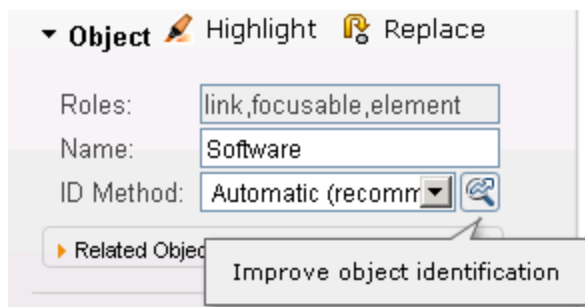 Object Highlight Replace
Roles: link,focusable,element
Name: Software
ID Method: Automatic (recomm
Related Objec
Improve object identification